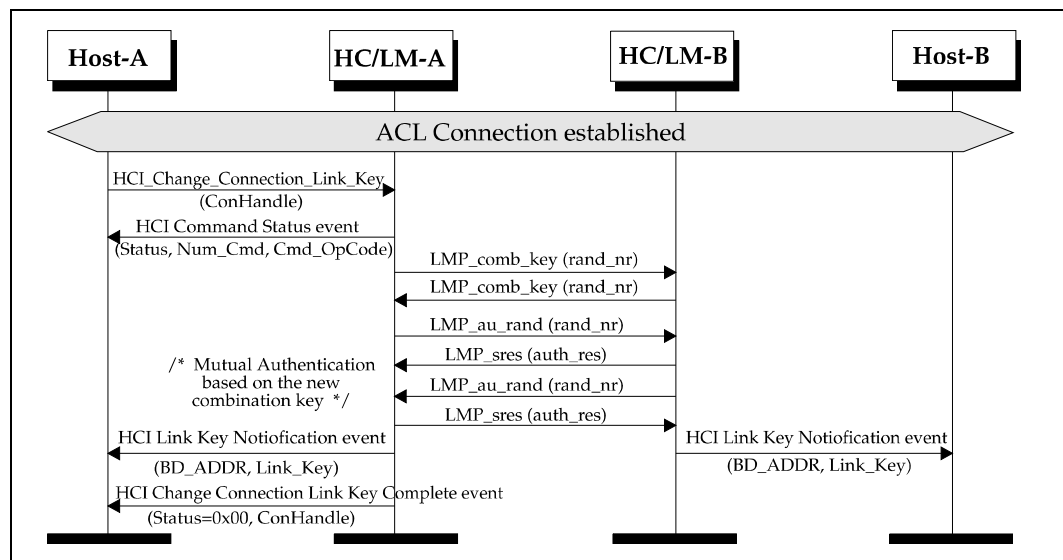 Host-A
HC/LM-A
HC/LM-B
Host-B
ACL Connection established
HCI_Change_Connection_Link_Key
(ConHandle)
HCI Command Status event
(Status, Num_Cmd, Cmd_OpCode)
LMP_comb_key (rand_nr)
LMP_comb_key (rand_nr)
LMP_au_rand (rand_nr)
LMP_sres (auth_res)
/* Mutual Authentication
based on the new
combination key */
LMP_au_rand (rand_nr)
LMP_sres (auth_res)
HCI Link Key Notiofication event
(BD_ADDR, Link_Key)
HCI Link Key Notiofication event
(BD_ADDR, Link_Key)
HCI Change Connection Link Key Complete event
(Status=0x00, ConHandle)